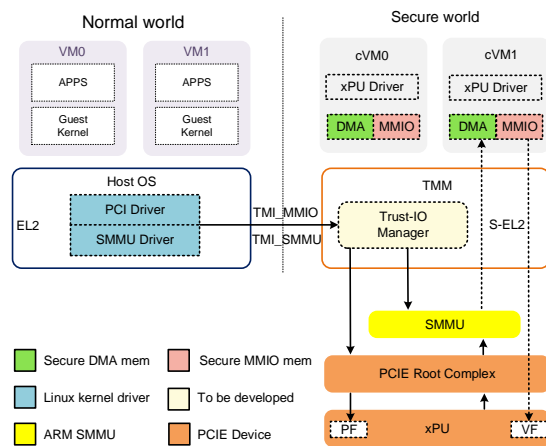 Normal world
Secure world
VM0
VM1
cVM0
cVM1
APPS
APPS
xPU Driver
xPU Driver
Guest
Kernel
Guest
Kernel
DMA
MMIO
DMA
MMIO
Host OS
TMM
EL2
PCI Driver
SMMU Driver
TMI_MMIO
TMI_SMMU
Trust-IO
Manager
S-EL2
SMMU
Secure DMA mem
Secure MMIO mem
PCIE Root Complex
Linux kernel driver
To be developed
ARM SMMU
PCIE Device
PF
xPU
VF